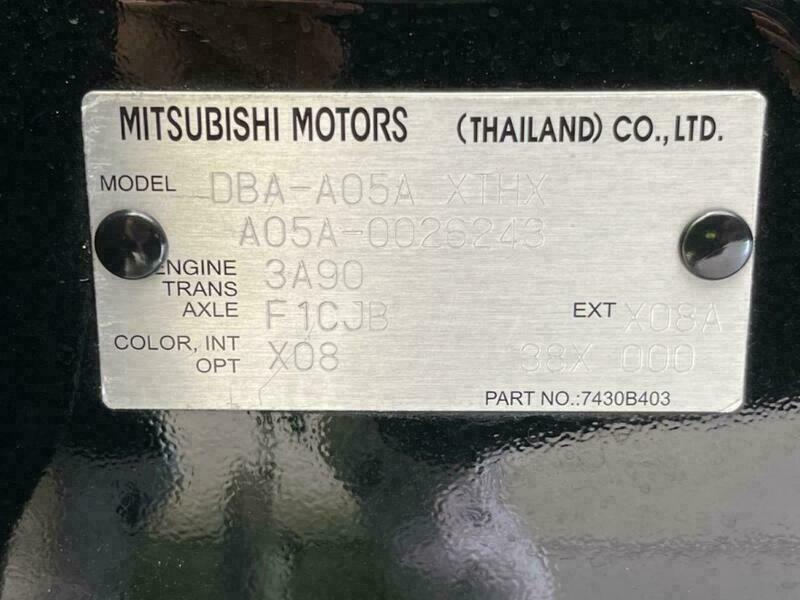 MITSUBISHI MOTORS (THAILAND) CO., LTD.
MODEL DBA-A05A XTHX
A05A-0026243
ENGINE 3A90
TRANS
AXLE F1CJB EXT X08A
COLOR, INT X08
OPT 38X 000
PART NO.:7430B403